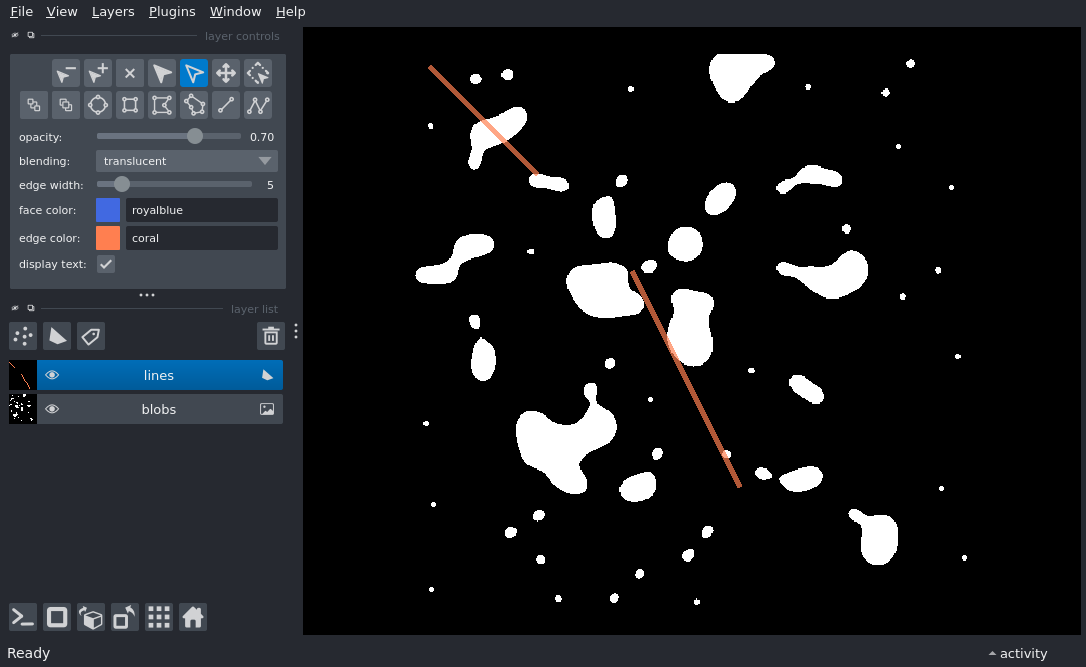 File View Layers Plugins Window Help
layer controls
opacity: 0.70
blending: translucent
edge width: 5
face color: royalblue
edge color: coral
display text:
layer list
lines
blobs
Ready
activity